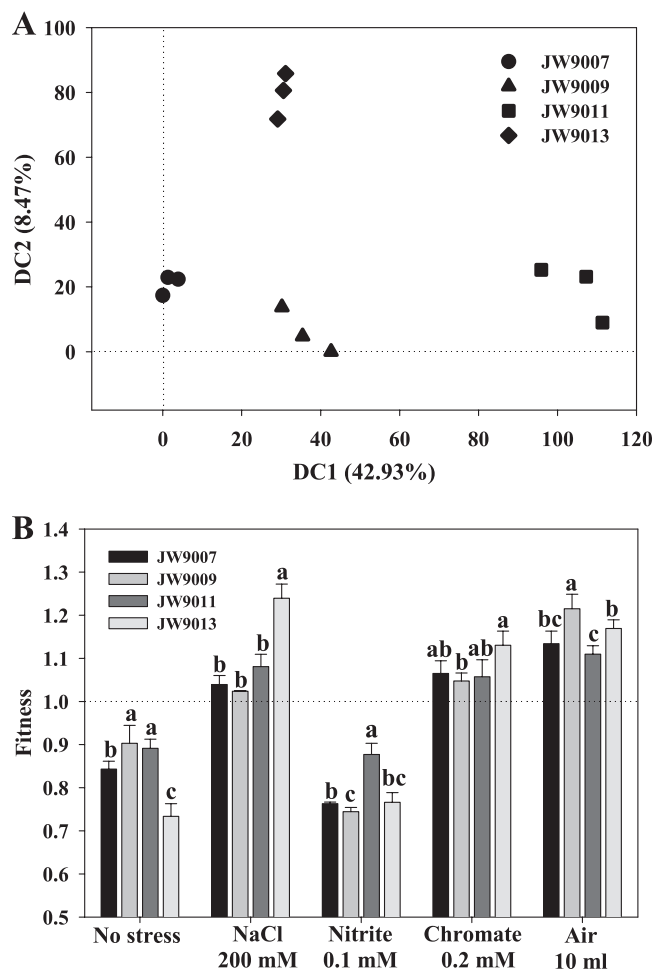 A
100
80
60
40
20
0
DC2 (8.47%)
JW9007
JW9009
JW9011
JW9013
0 20 40 60 80 100 120
DC1 (42.93%)
B
1.4
1.3
1.2
1.1
1.0
0.9
0.8
0.7
0.6
0.5
Fitness
JW9007
JW9009
JW9011
JW9013
b a a c
b b b a
b c a bc
ab b ab a
bc a c b
No stress NaCl Nitrite Chromate Air
200 mM 0.1 mM 0.2 mM 10 ml